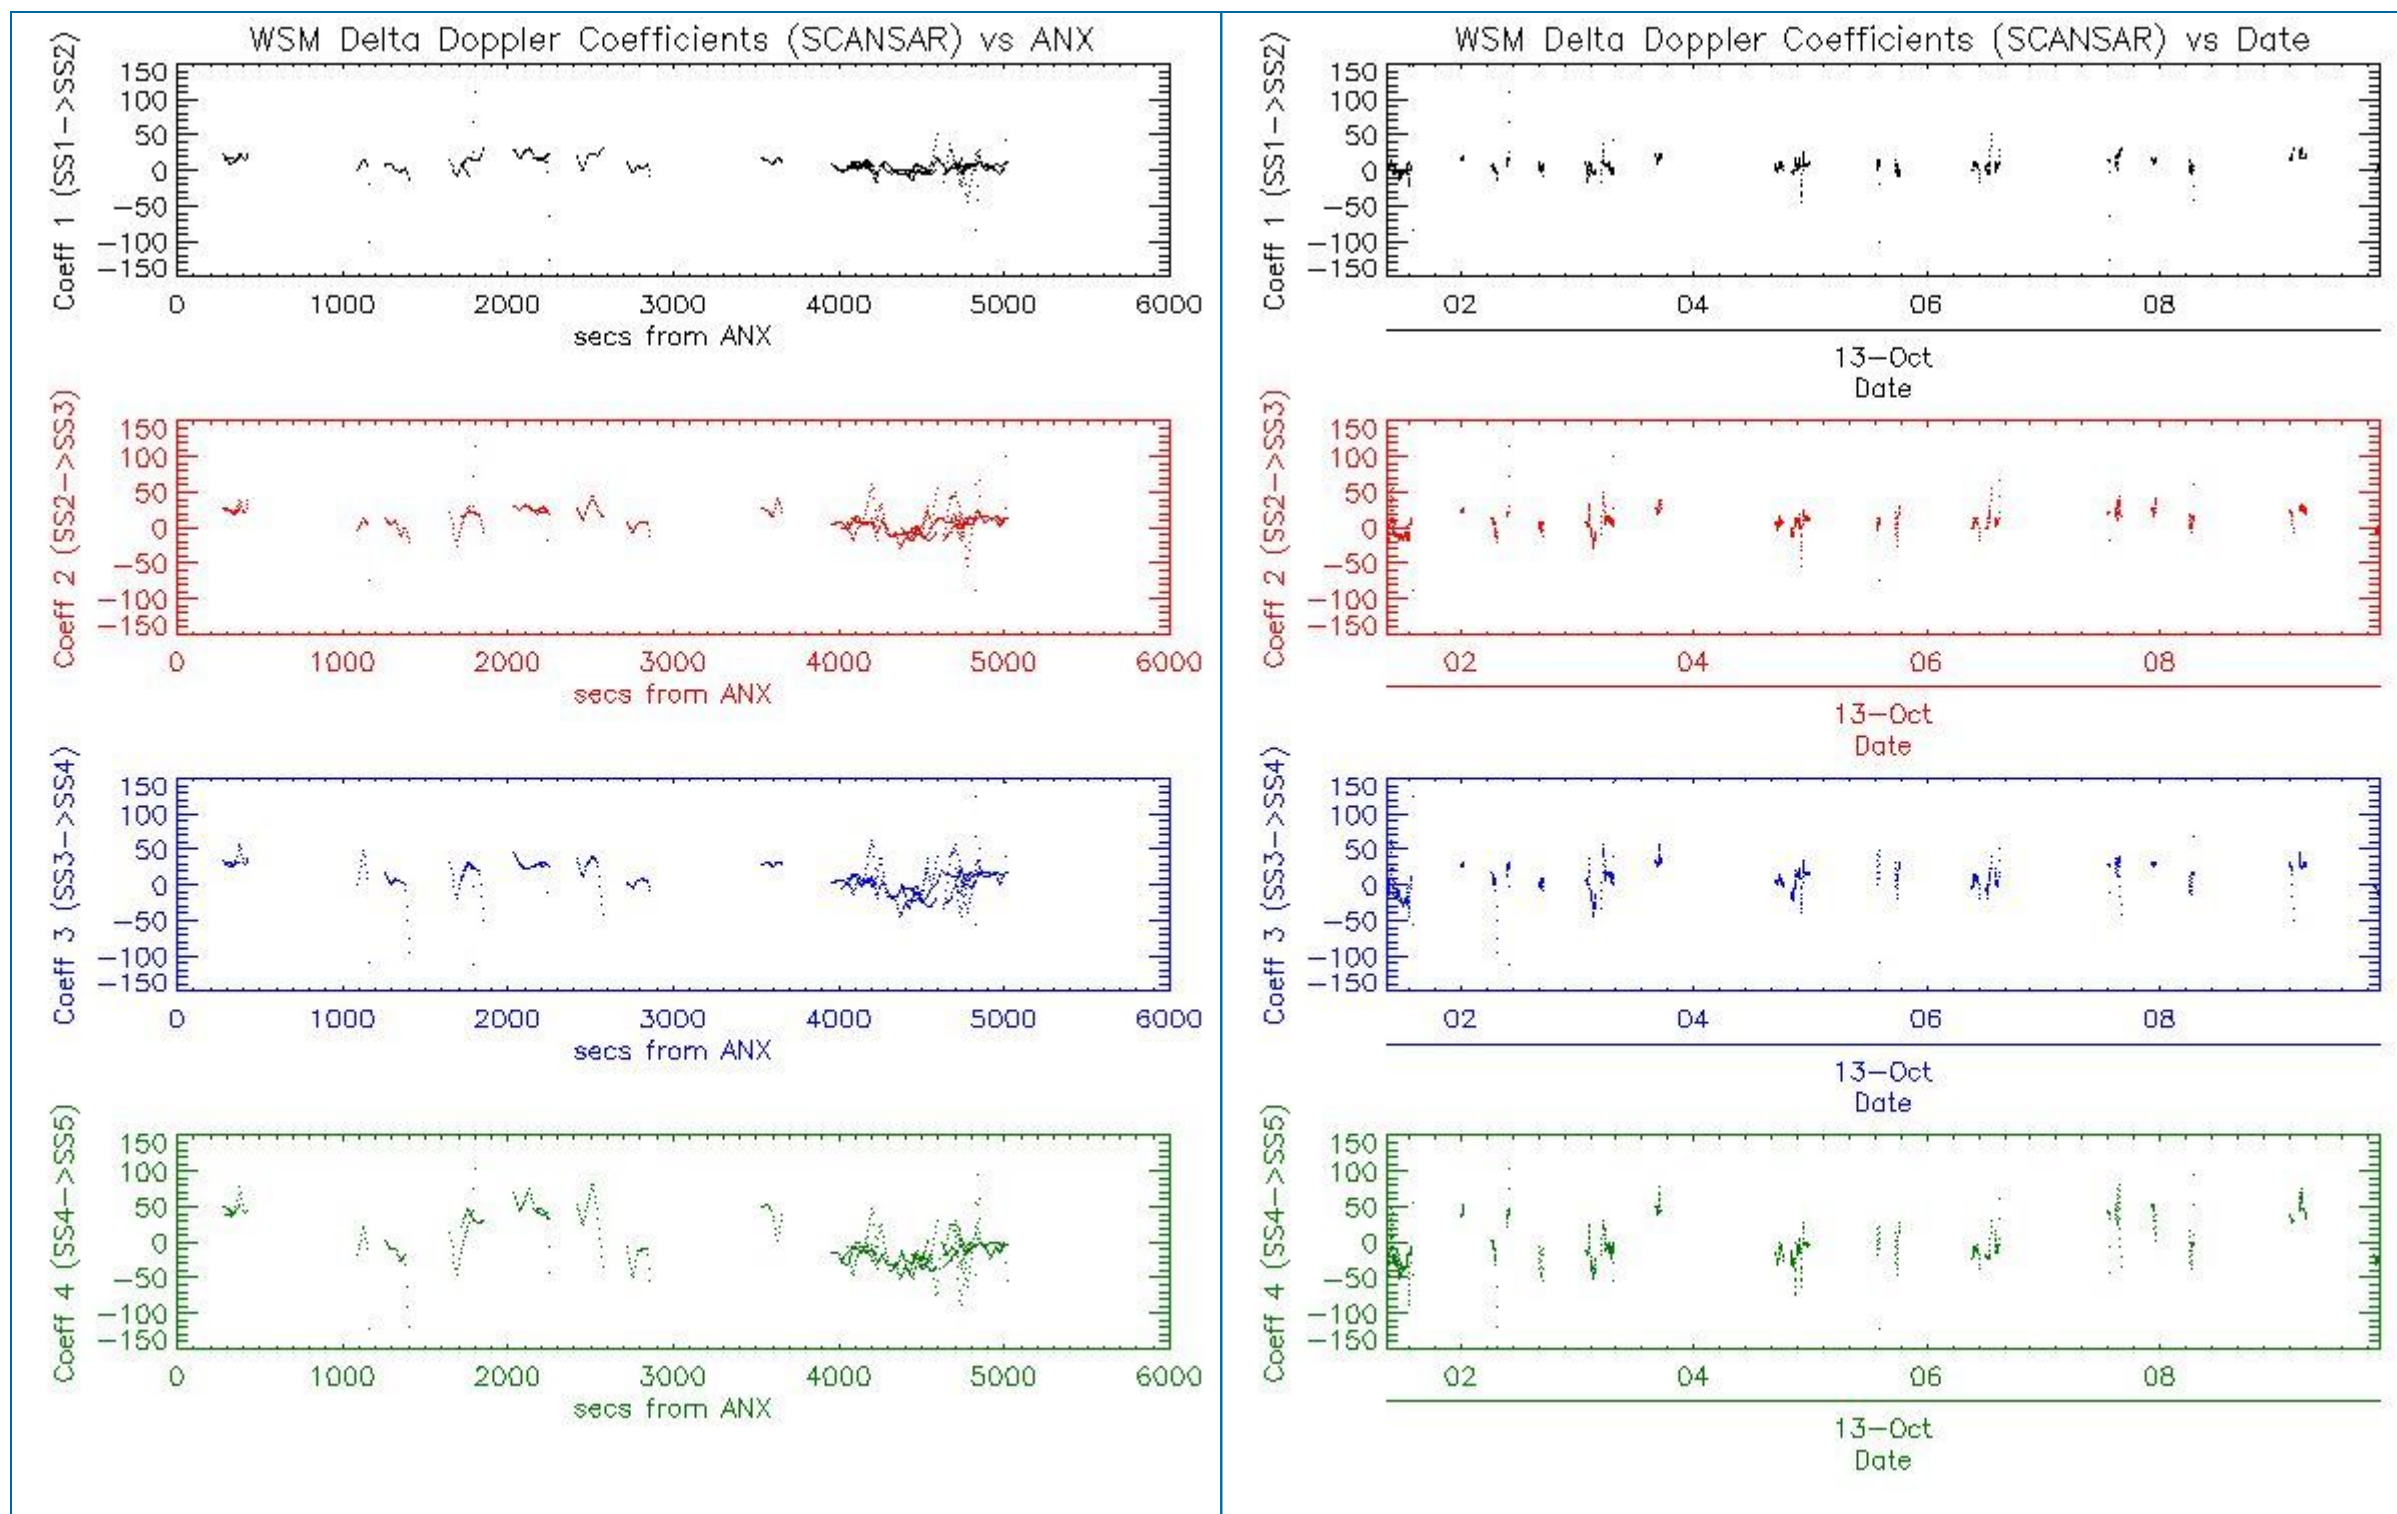 WSM Delta Doppler Coefficients (SCANSAR) vs ANX
Coeff 1 (SS1->SS2)
150
100
50
0
-50
-100
-150
0 1000 2000 3000 4000 5000 6000
secs from ANX
Coeff 2 (SS2->SS3)
150
100
50
0
-50
-100
-150
0 1000 2000 3000 4000 5000 6000
secs from ANX
Coeff 3 (SS3->SS4)
150
100
50
0
-50
-100
-150
0 1000 2000 3000 4000 5000 6000
secs from ANX
Coeff 4 (SS4->SS5)
150
100
50
0
-50
-100
-150
0 1000 2000 3000 4000 5000 6000
secs from ANX
WSM Delta Doppler Coefficients (SCANSAR) vs Date
Coeff 1 (SS1->SS2)
150
100
50
0
-50
-100
-150
02 04 06 08
13-Oct
Date
Coeff 2 (SS2->SS3)
150
100
50
0
-50
-100
-150
02 04 06 08
13-Oct
Date
Coeff 3 (SS3->SS4)
150
100
50
0
-50
-100
-150
02 04 06 08
13-Oct
Date
Coeff 4 (SS4->SS5)
150
100
50
0
-50
-100
-150
02 04 06 08
13-Oct
Date